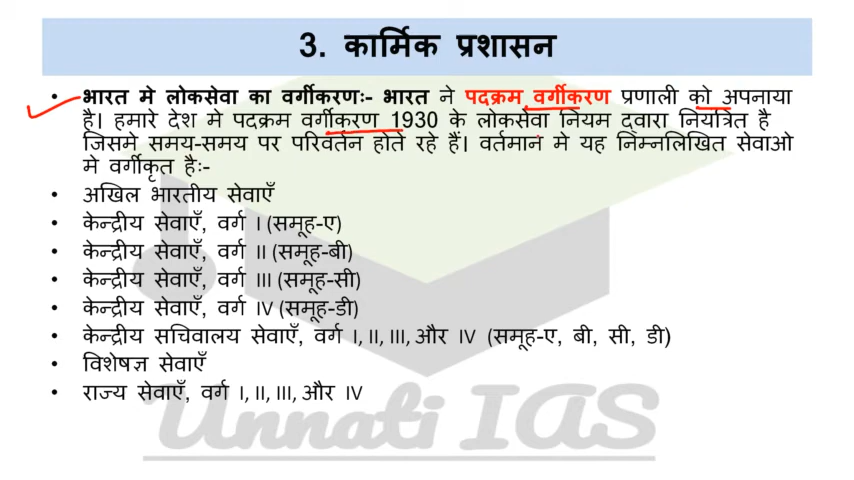 3. कार्मिक प्रशासन
• भारत मे लोकसेवा का वर्गीकरणः- भारत ने पदक्रम वर्गीकरण प्रणाली को अपनाया
है। हमारे देश मे पदक्रम वर्गीकरण 1930 के लोकसेवा नियम द्वारा नियंत्रित है
जिसमे समय-समय पर परिवर्तन होते रहे हैं। वर्तमान मे यह निम्नलिखित सेवाओ
मे वर्गीकृत हैः-
• अखिल भारतीय सेवाएँ
• केन्द्रीय सेवाएँ, वर्ग I (समूह-ए)
• केन्द्रीय सेवाएँ, वर्ग II (समूह-बी)
• केन्द्रीय सेवाएँ, वर्ग III (समूह-सी)
• केन्द्रीय सेवाएँ, वर्ग IV (समूह-डी)
• केन्द्रीय सचिवालय सेवाएँ, वर्ग I, II, III, और IV (समूह-ए, बी, सी, डी)
• विशेषज्ञ सेवाएँ
• राज्य सेवाएँ, वर्ग I, II, III, और IV
Unnati IAS